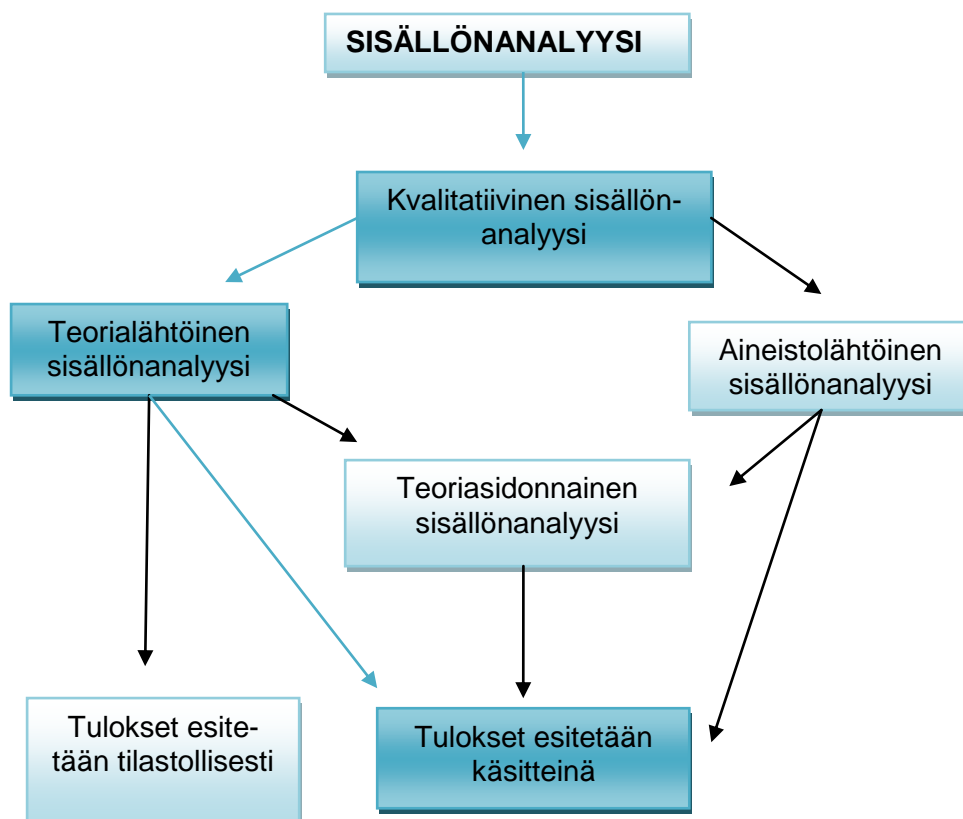 SISÄLLÖNANALYYSI
Kvalitatiivinen sisällön-
analyysi
Teorialähtöinen
sisällönanalyysi
Aineistolähtöinen
sisällönanalyysi
Teoriasidonnainen
sisällönanalyysi
Tulokset esite-
tään tilastollisesti
Tulokset esitetään
käsitteinä